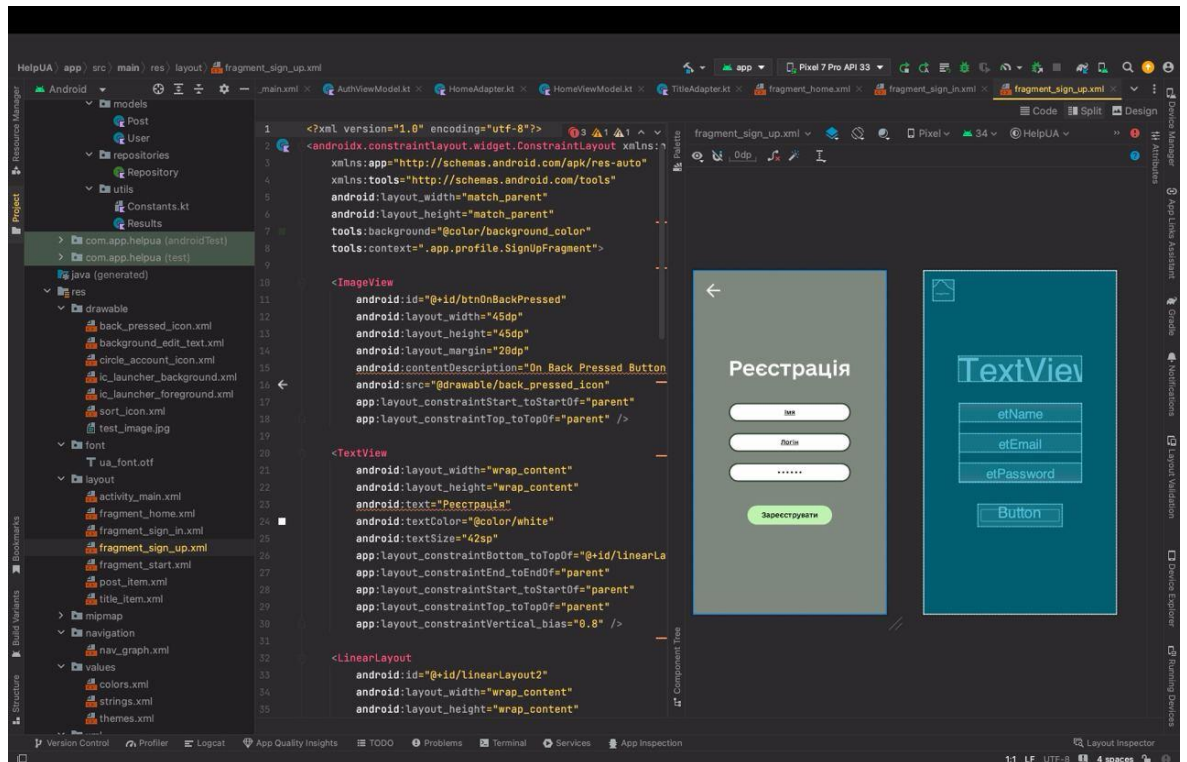 HelpUA app src main res layout fragment_sign_up.xml
app Pixel 7 Pro API 33
Android
_main.xml AuthViewModel.kt HomeAdapter.kt HomeViewModel.kt TitleAdapter.kt fragment_home.xml fragment_sign_in.xml fragment_sign_up.xml
Code Split Design
Resource Manager
Project
Bookmarks
Build Variants
Structure
models
Post
User
repositories
Repository
utils
Constants.kt
Results
com.app.helpua (androidTest)
com.app.helpua (test)
java (generated)
res
drawable
back_pressed_icon.xml
background_edit_text.xml
circle_account_icon.xml
ic_launcher_background.xml
ic_launcher_foreground.xml
sort_icon.xml
test_image.jpg
font
ua_font.otf
layout
activity_main.xml
fragment_home.xml
fragment_sign_in.xml
fragment_sign_up.xml
fragment_start.xml
post_item.xml
title_item.xml
mipmap
navigation
nav_graph.xml
values
colors.xml
strings.xml
themes.xml
3 1 1
1 <?xml version="1.0" encoding="utf-8"?>
2 <androidx.constraintlayout.widget.ConstraintLayout xmlns:
3 xmlns:app="http://schemas.android.com/apk/res-auto"
4 xmlns:tools="http://schemas.android.com/tools"
5 android:layout_width="match_parent"
6 android:layout_height="match_parent"
7 tools:background="@color/background_color"
8 tools:context=".app.profile.SignUpFragment">
9
10 <ImageView
11 android:id="@+id/btnOnBackPressed"
12 android:layout_width="45dp"
13 android:layout_height="45dp"
14 android:layout_margin="20dp"
15 android:contentDescription="On Back Pressed Button
16 android:src="@drawable/back_pressed_icon"
17 app:layout_constraintStart_toStartOf="parent"
18 app:layout_constraintTop_toTopOf="parent" />
19
20 <TextView
21 android:layout_width="wrap_content"
22 android:layout_height="wrap_content"
23 android:text="Реєстрація"
24 android:textColor="@color/white"
25 android:textSize="42sp"
26 app:layout_constraintBottom_toTopOf="@+id/linearLa
27 app:layout_constraintEnd_toEndOf="parent"
28 app:layout_constraintStart_toStartOf="parent"
29 app:layout_constraintTop_toTopOf="parent"
30 app:layout_constraintVertical_bias="0.8" />
31
32 <LinearLayout
33 android:id="@+id/linearLayout2"
34 android:layout_width="wrap_content"
35 android:layout_height="wrap_content"
Palette
Component Tree
fragment_sign_up.xml Pixel 34 HelpUA
0dp
Реєстрація
Імя
Логін
Зареєструвати
TextView
etName
etEmail
etPassword
Button
Device Manager
Attributes
App Links Assistant
Gradle
Notifications
Layout Validation
Device Explorer
Running Devices
Version Control Profiler Logcat App Quality Insights TODO Problems Terminal Services App Inspection
Layout Inspector
1:1 LF UTF-8 4 spaces